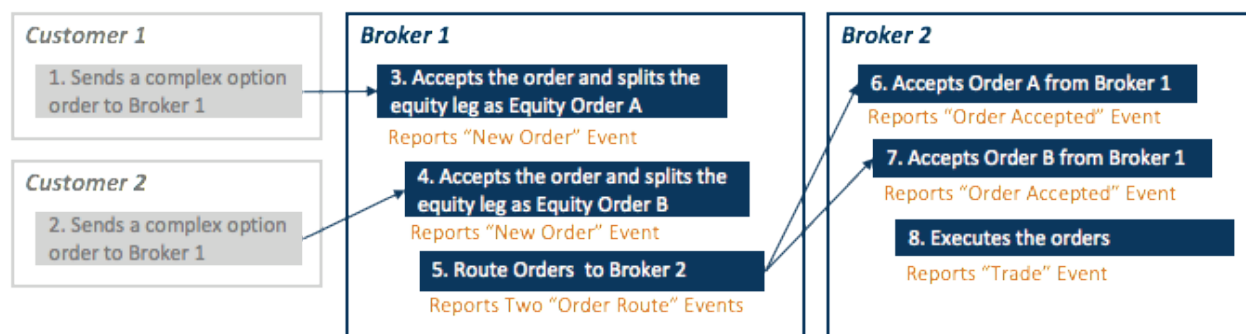 Customer 1
1. Sends a complex option
order to Broker 1
Customer 2
2. Sends a complex option
order to Broker 1
Broker 1
3. Accepts the order and splits the
equity leg as Equity Order A
Reports “New Order” Event
4. Accepts the order and splits the
equity leg as Equity Order B
Reports “New Order” Event
5. Route Orders to Broker 2
Reports Two “Order Route” Events
Broker 2
6. Accepts Order A from Broker 1
Reports “Order Accepted” Event
7. Accepts Order B from Broker 1
Reports “Order Accepted” Event
8. Executes the orders
Reports “Trade” Event